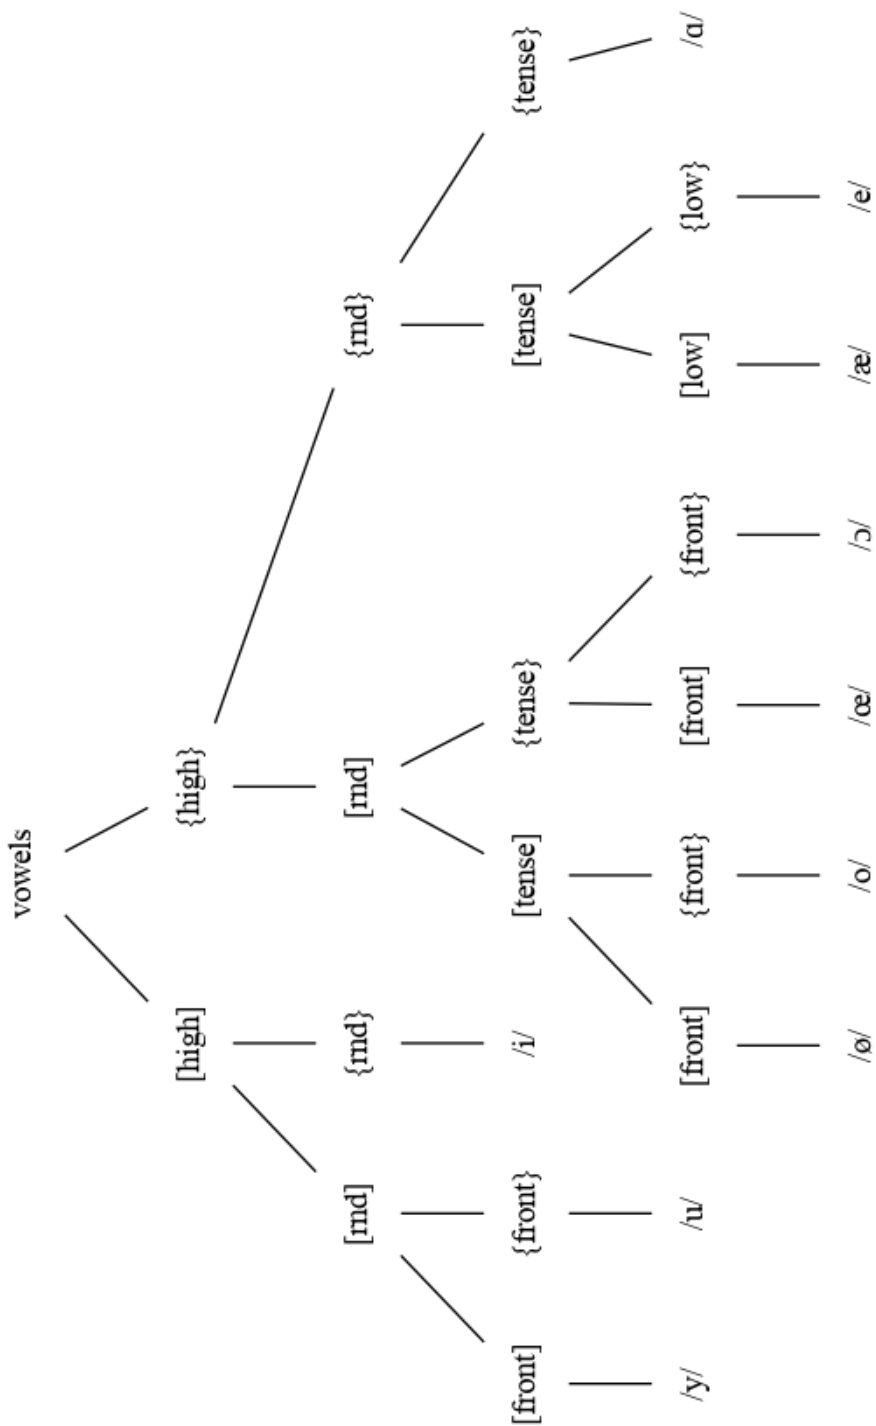 vowels
[high] {high}
[rnd] {rnd} [rnd] {rnd}
[front] {front} /i/ [tense] {tense} [tense] {tense}
/y/ /u/ [front] {front} [front] {front} [low] {low} /ɑ/
/ø/ /o/ /œ/ /ɔ/ /æ/ /e/